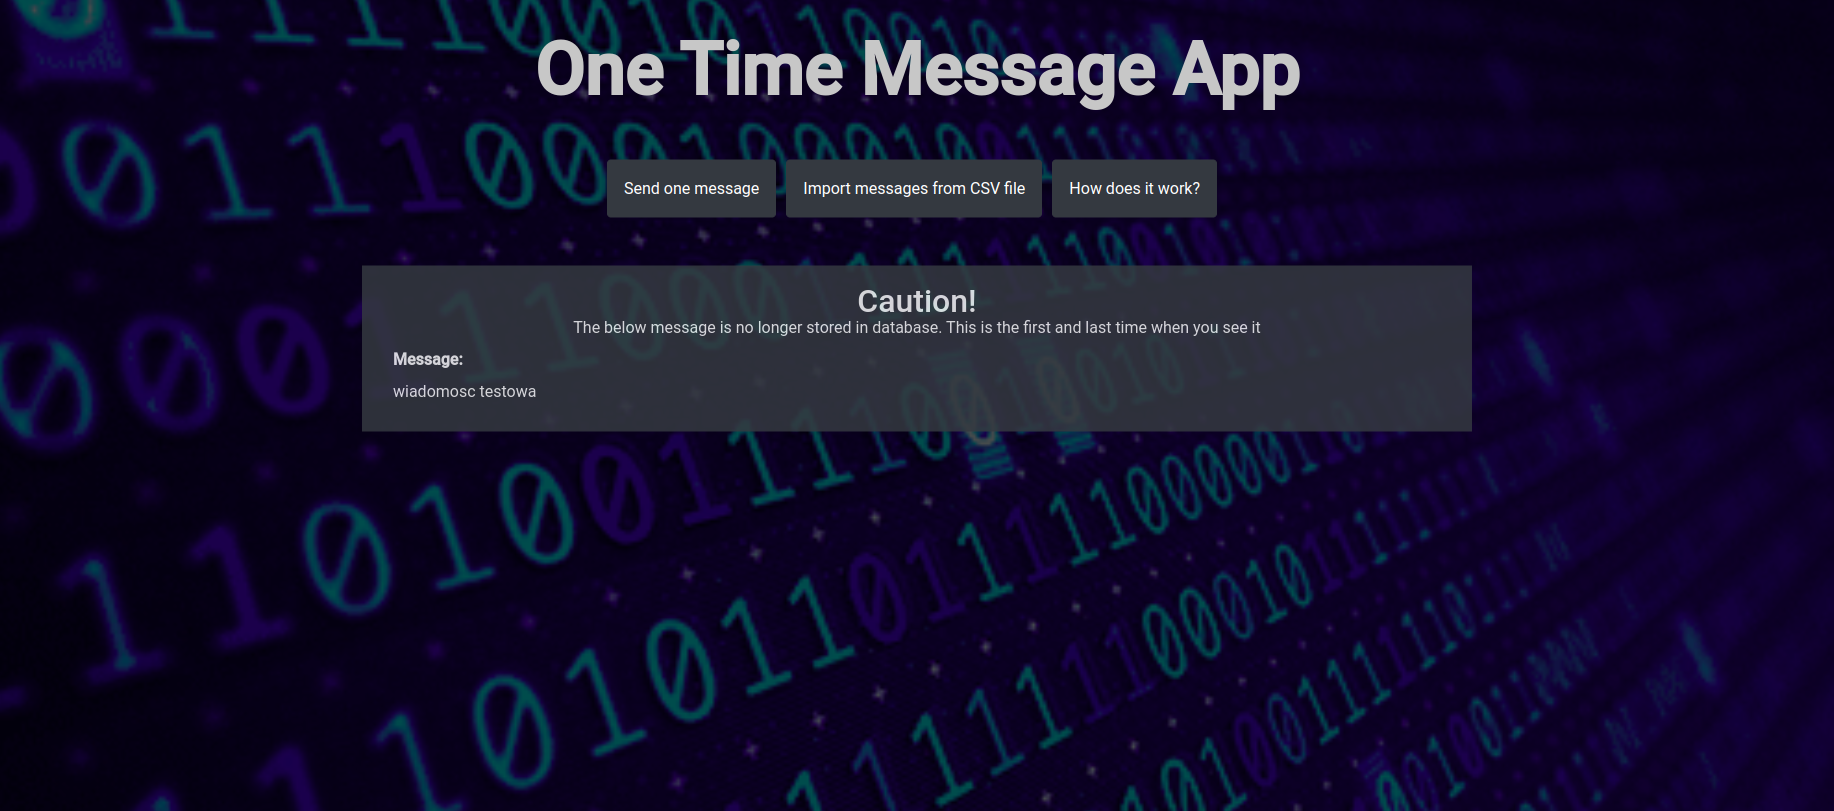 One Time Message App
Send one message
Import messages from CSV file
How does it work?
Caution!
The below message is no longer stored in database. This is the first and last time when you see it
Message:
wiadomosc testowa